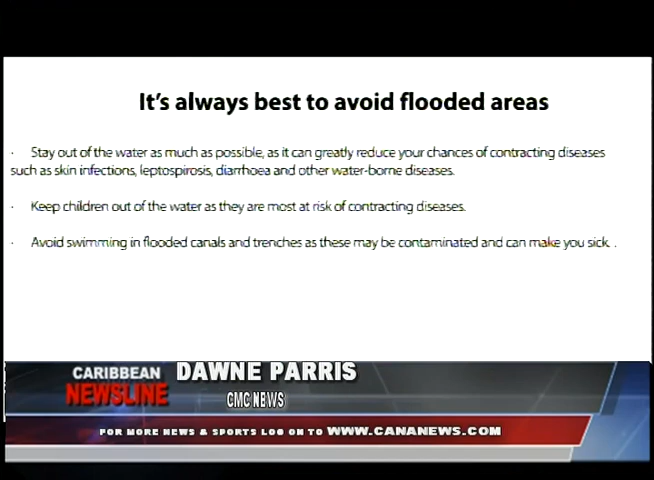 It's always best to avoid flooded areas
· Stay out of the water as much as possible, as it can greatly reduce your chances of contracting diseases
such as skin infections, leptospirosis, diarrhoea and other water-borne diseases.
· Keep children out of the water as they are most at risk of contracting diseases.
· Avoid swimming in flooded canals and trenches as these may be contaminated and can make you sick. .
CARIBBEAN
NEWSLINE
DAWNE PARRIS
CMC NEWS
FOR MORE NEWS & SPORTS LOG ON TO WWW.CANANEWS.COM